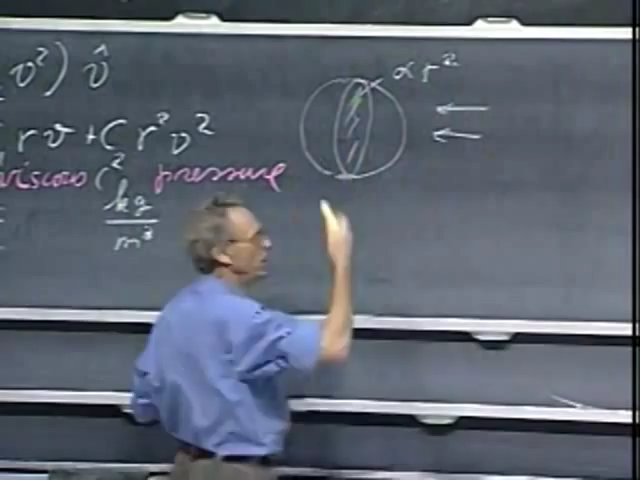 v²) v̂
∝ r²
r v + C₂ r² v²
viscous pressure
kg
m³